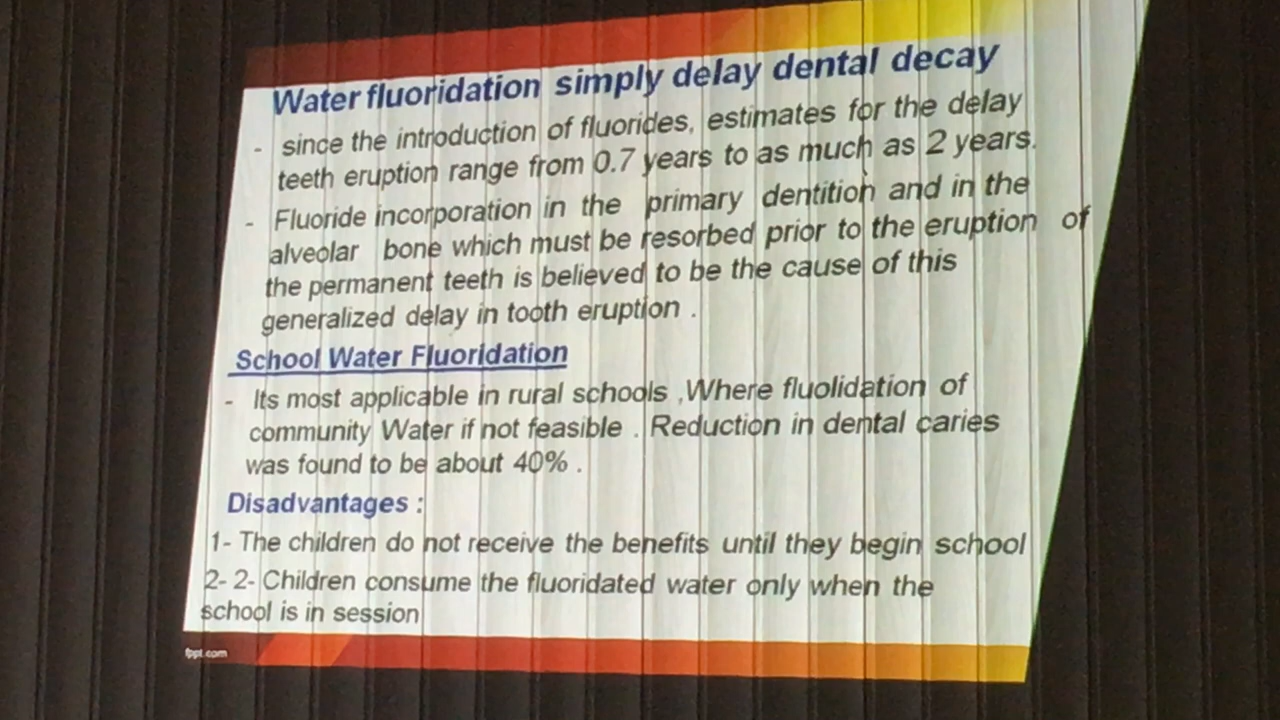 Water fluoridation simply delay dental decay
- since the introduction of fluorides, estimates for the delay
teeth eruption range from 0.7 years to as much as 2 years.
- Fluoride incorporation in the primary dentition and in the
alveolar bone which must be resorbed prior to the eruption of
the permanent teeth is believed to be the cause of this
generalized delay in tooth eruption .
School Water Fluoridation
- Its most applicable in rural schools ,Where fluolidation of
community Water if not feasible . Reduction in dental caries
was found to be about 40% .
Disadvantages :
1- The children do not receive the benefits until they begin school
2- 2- Children consume the fluoridated water only when the
school is in session
fppt.com